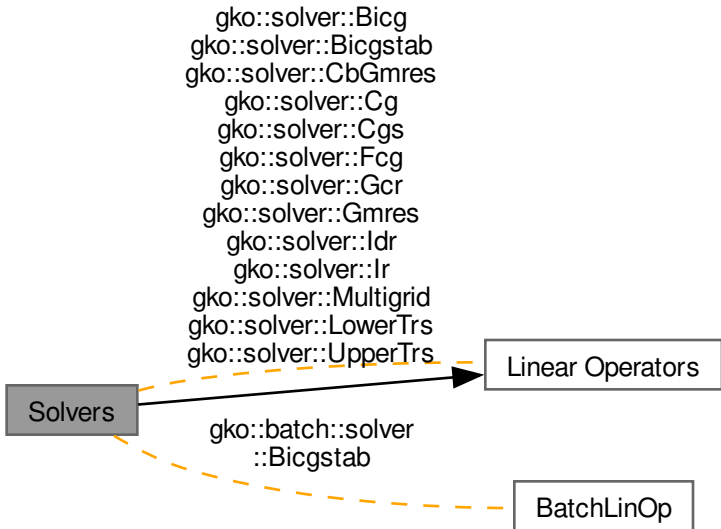 gko::solver::Bicg
gko::solver::Bicgstab
gko::solver::CbGmres
gko::solver::Cg
gko::solver::Cgs
gko::solver::Fcg
gko::solver::Gcr
gko::solver::Gmres
gko::solver::Idr
gko::solver::Ir
gko::solver::Multigrid
gko::solver::LowerTrs
gko::solver::UpperTrs
Linear Operators
Solvers
gko::batch::solver
::Bicgstab
BatchLinOp